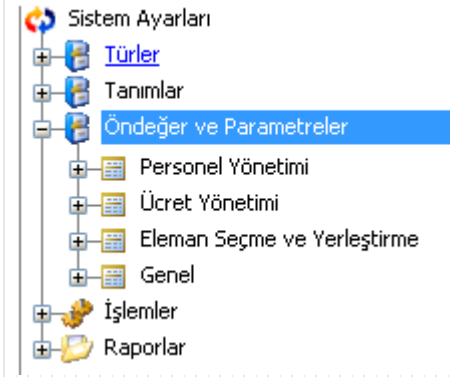 Sistem Ayarları
Türler
Tanımlar
Öndeğer ve Parametreler
Personel Yönetimi
Ücret Yönetimi
Eleman Seçme ve Yerleştirme
Genel
İşlemler
Raporlar